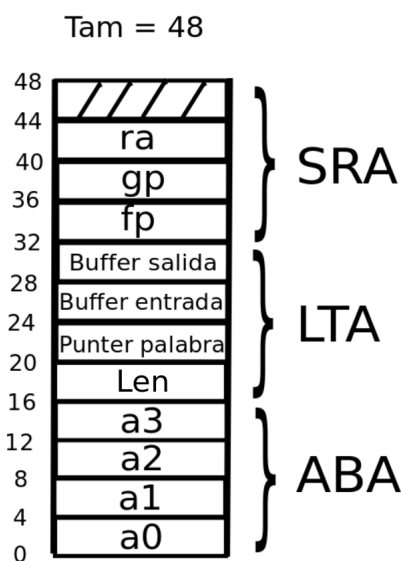 Tam = 48
48
44
ra
40
gp
SRA
36
fp
32
Buffer salida
28
Buffer entrada
LTA
24
Punter palabra
20
Len
16
a3
12
a2
ABA
8
a1
4
a0
0